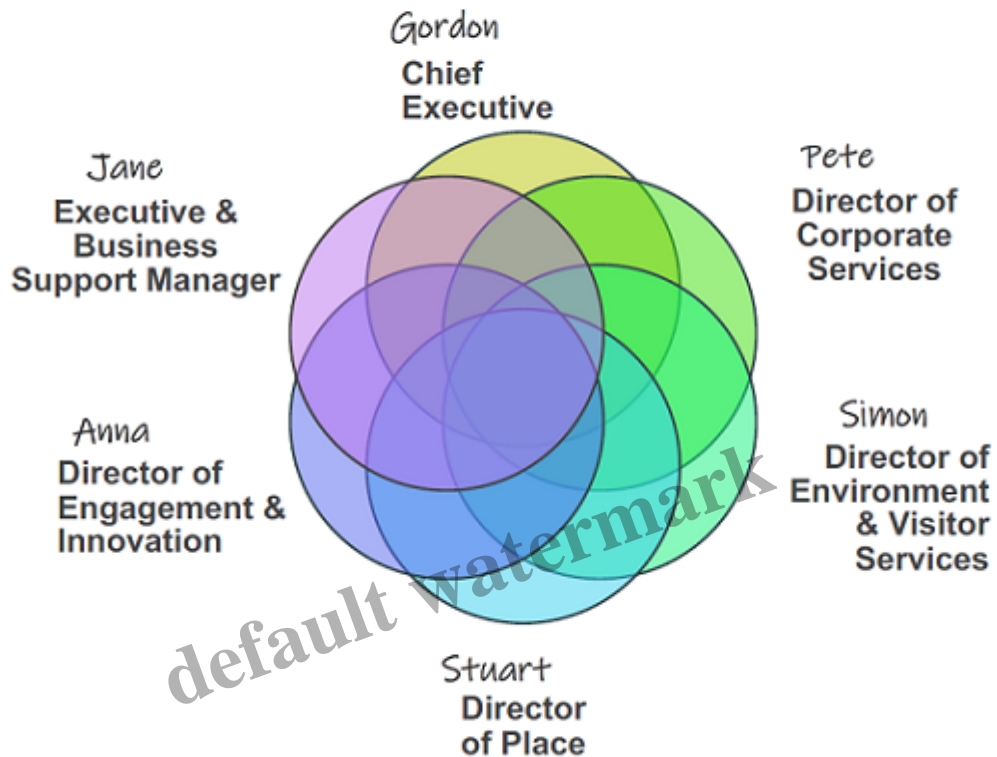 Gordon
Chief
Executive
Jane
Executive &
Business
Support Manager
Pete
Director of
Corporate
Services
Anna
Director of
Engagement &
Innovation
Simon
Director of
Environment
& Visitor
Services
Stuart
Director
of Place
default watermark